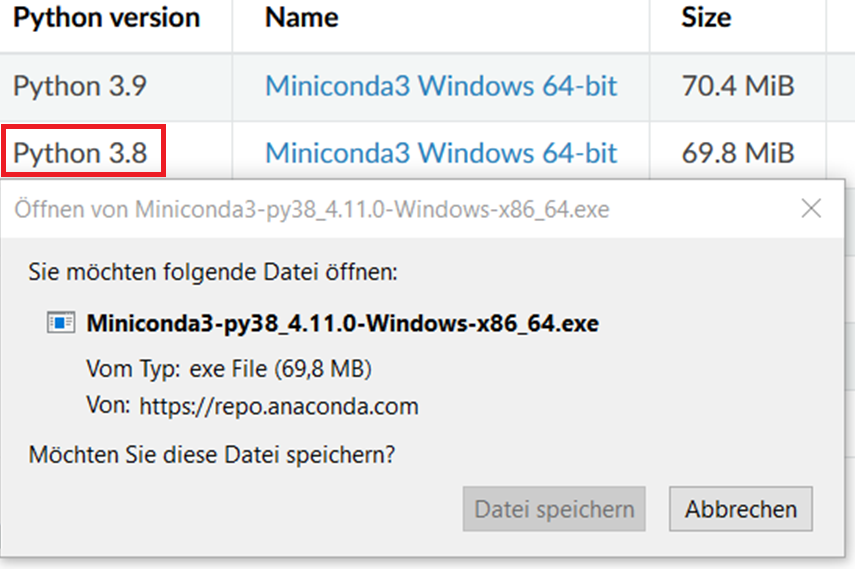 Python version Name Size
Python 3.9 Miniconda3 Windows 64-bit 70.4 MiB
Python 3.8 Miniconda3 Windows 64-bit 69.8 MiB
Öffnen von Miniconda3-py38_4.11.0-Windows-x86_64.exe
Sie möchten folgende Datei öffnen:
Miniconda3-py38_4.11.0-Windows-x86_64.exe
Vom Typ: exe File (69,8 MB)
Von: https://repo.anaconda.com
Möchten Sie diese Datei speichern?
Datei speichern Abbrechen